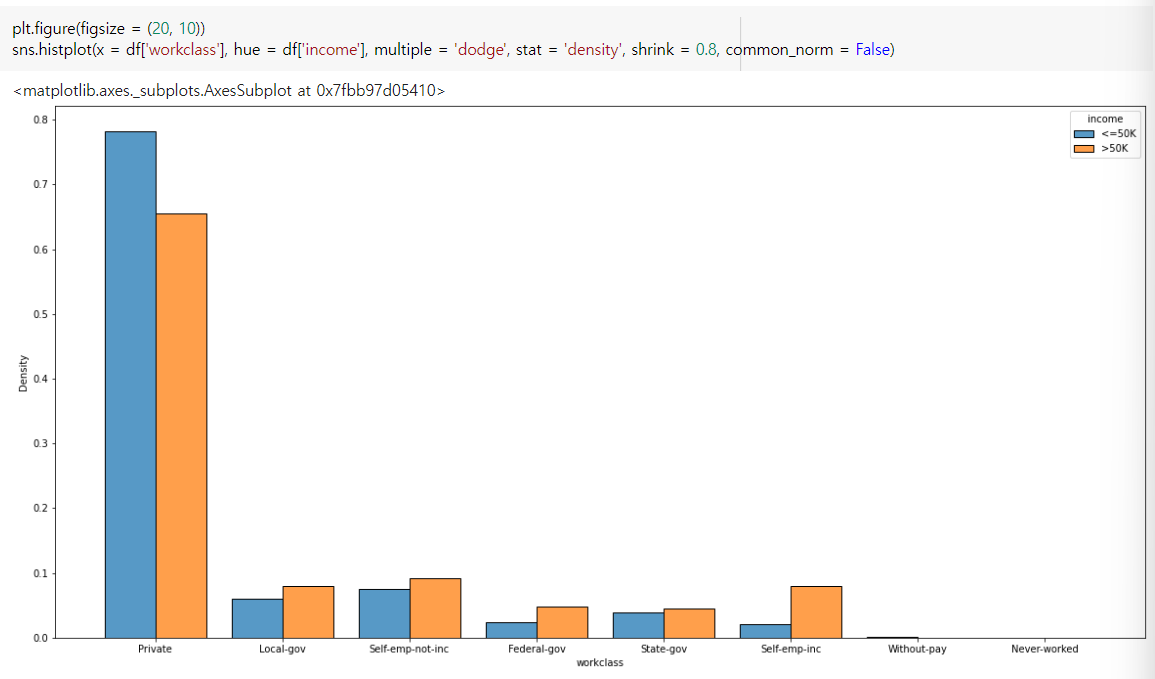 plt.figure(figsize = (20, 10))
sns.histplot(x = df['workclass'], hue = df['income'], multiple = 'dodge', stat = 'density', shrink = 0.8, common_norm = False)
<matplotlib.axes._subplots.AxesSubplot at 0x7fbb97d05410>
income
<=50K
>50K
0.8
0.7
0.6
0.5
0.4
0.3
0.2
0.1
0.0
Density
Private Local-gov Self-emp-not-inc Federal-gov State-gov Self-emp-inc Without-pay Never-worked
workclass